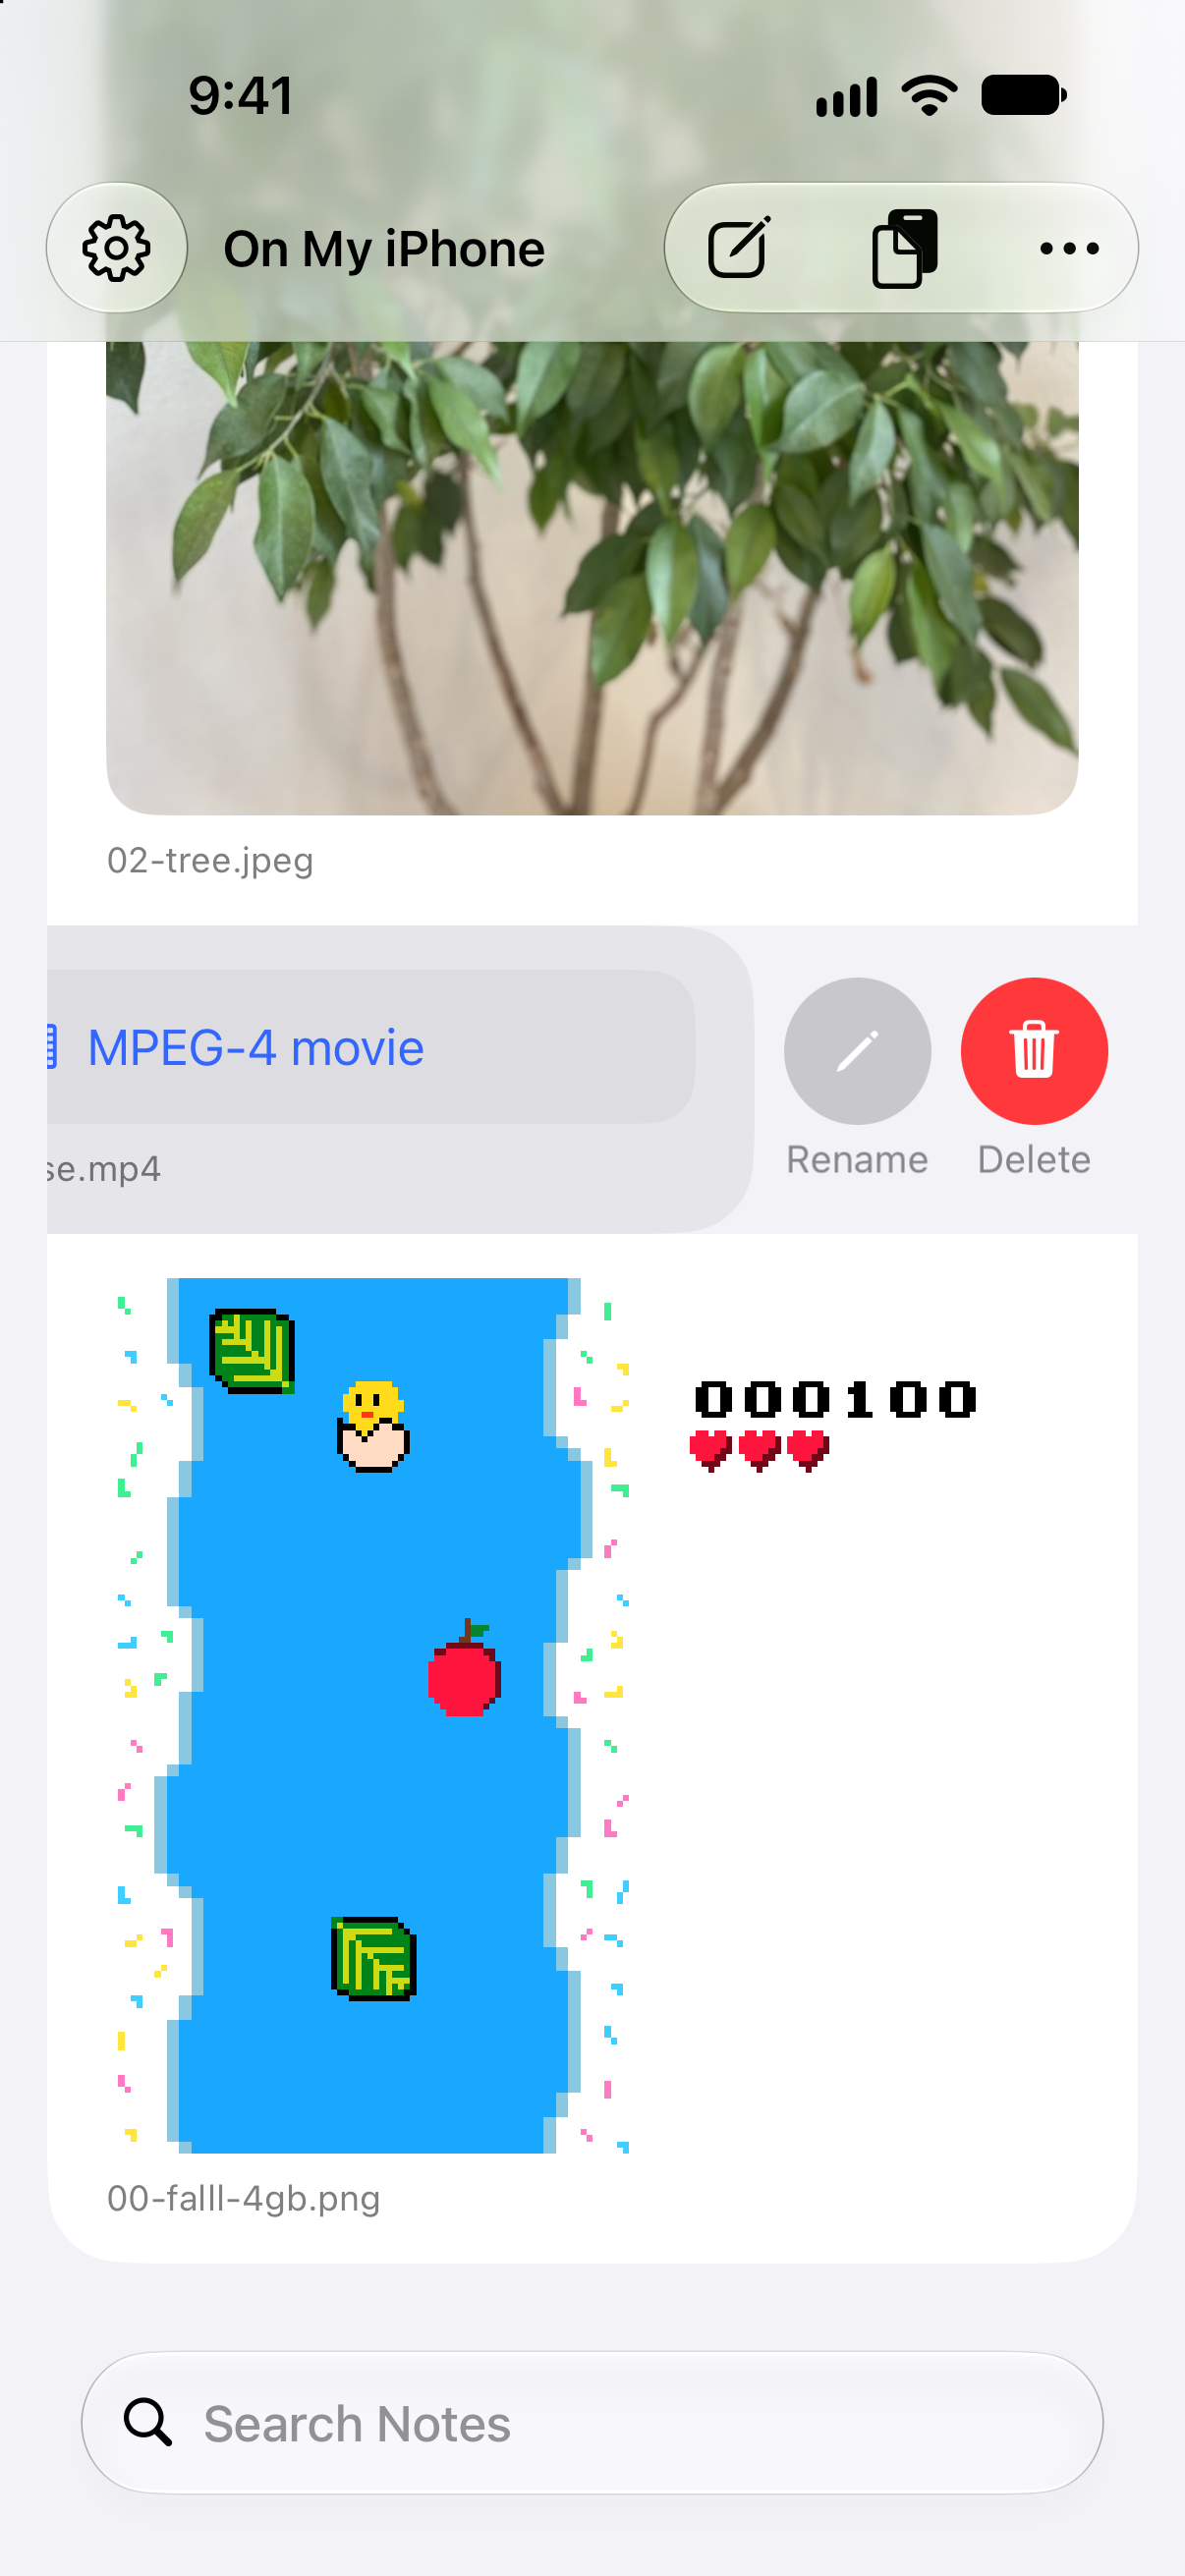 9:41
On My iPhone
02-tree.jpeg
MPEG-4 movie
se.mp4
Rename
Delete
000100
00-falll-4gb.png
Search Notes